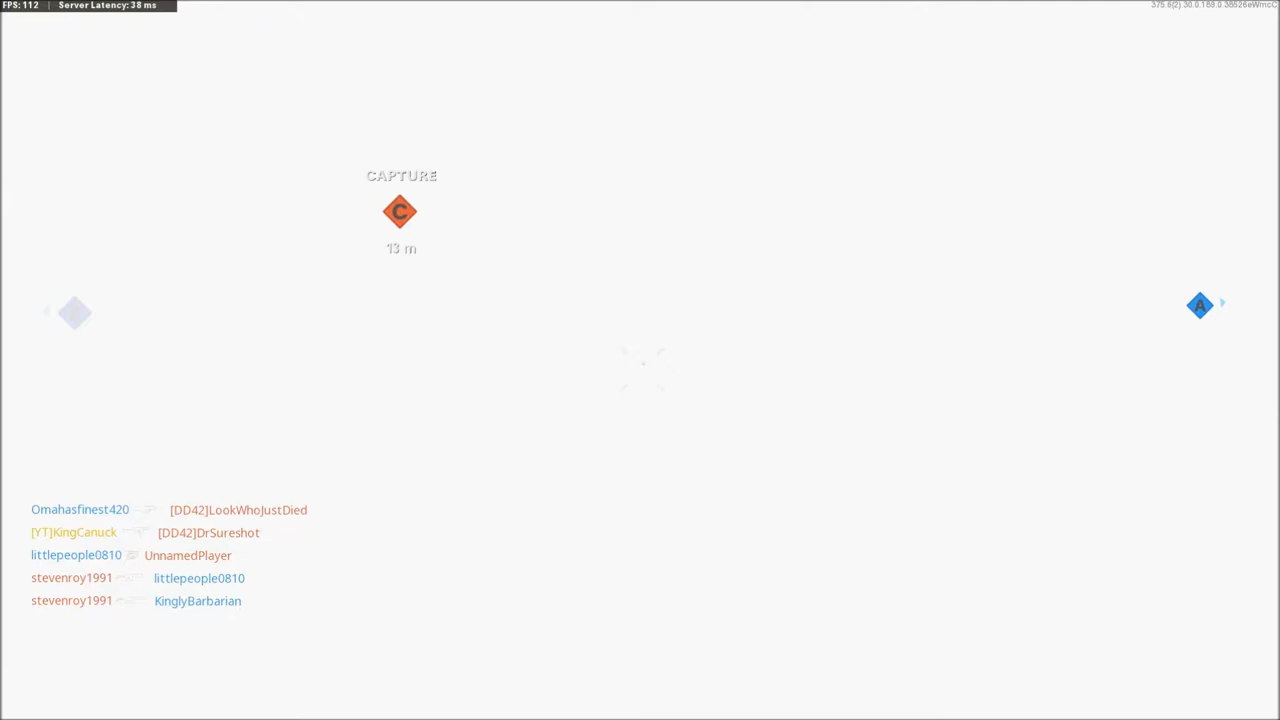 FPS: 112 | Server Latency: 38 ms
CAPTURE
C
13 m
A
Omahasfinest420 [DD42]LookWhoJustDied
[YT]KingCanuck [DD42]DrSureshot
littlepeople0810 UnnamedPlayer
stevenroy1991 littlepeople0810
stevenroy1991 KinglyBarbarian